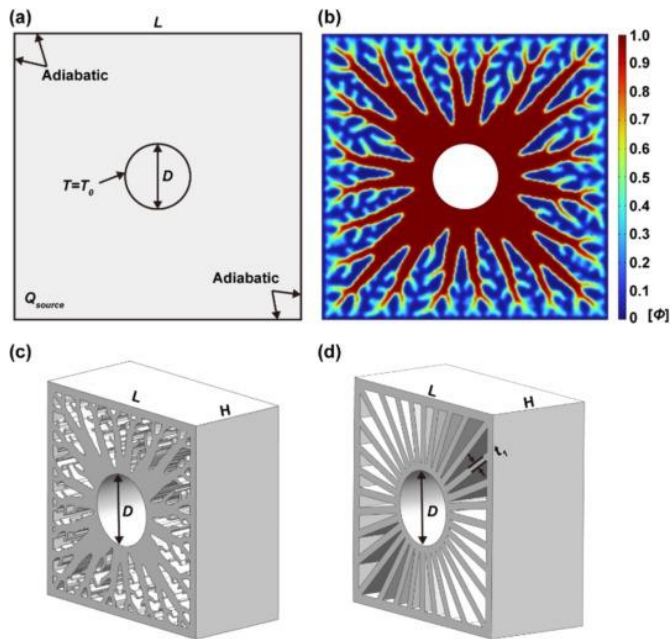 (a)
L
Adiabatic
D
T=T₀
Adiabatic
Q_source
(b)
1.0
0.9
0.8
0.7
0.6
0.5
0.4
0.3
0.2
0.1
0 [Φ]
(c)
L
H
D
(d)
L
H
t₁
D